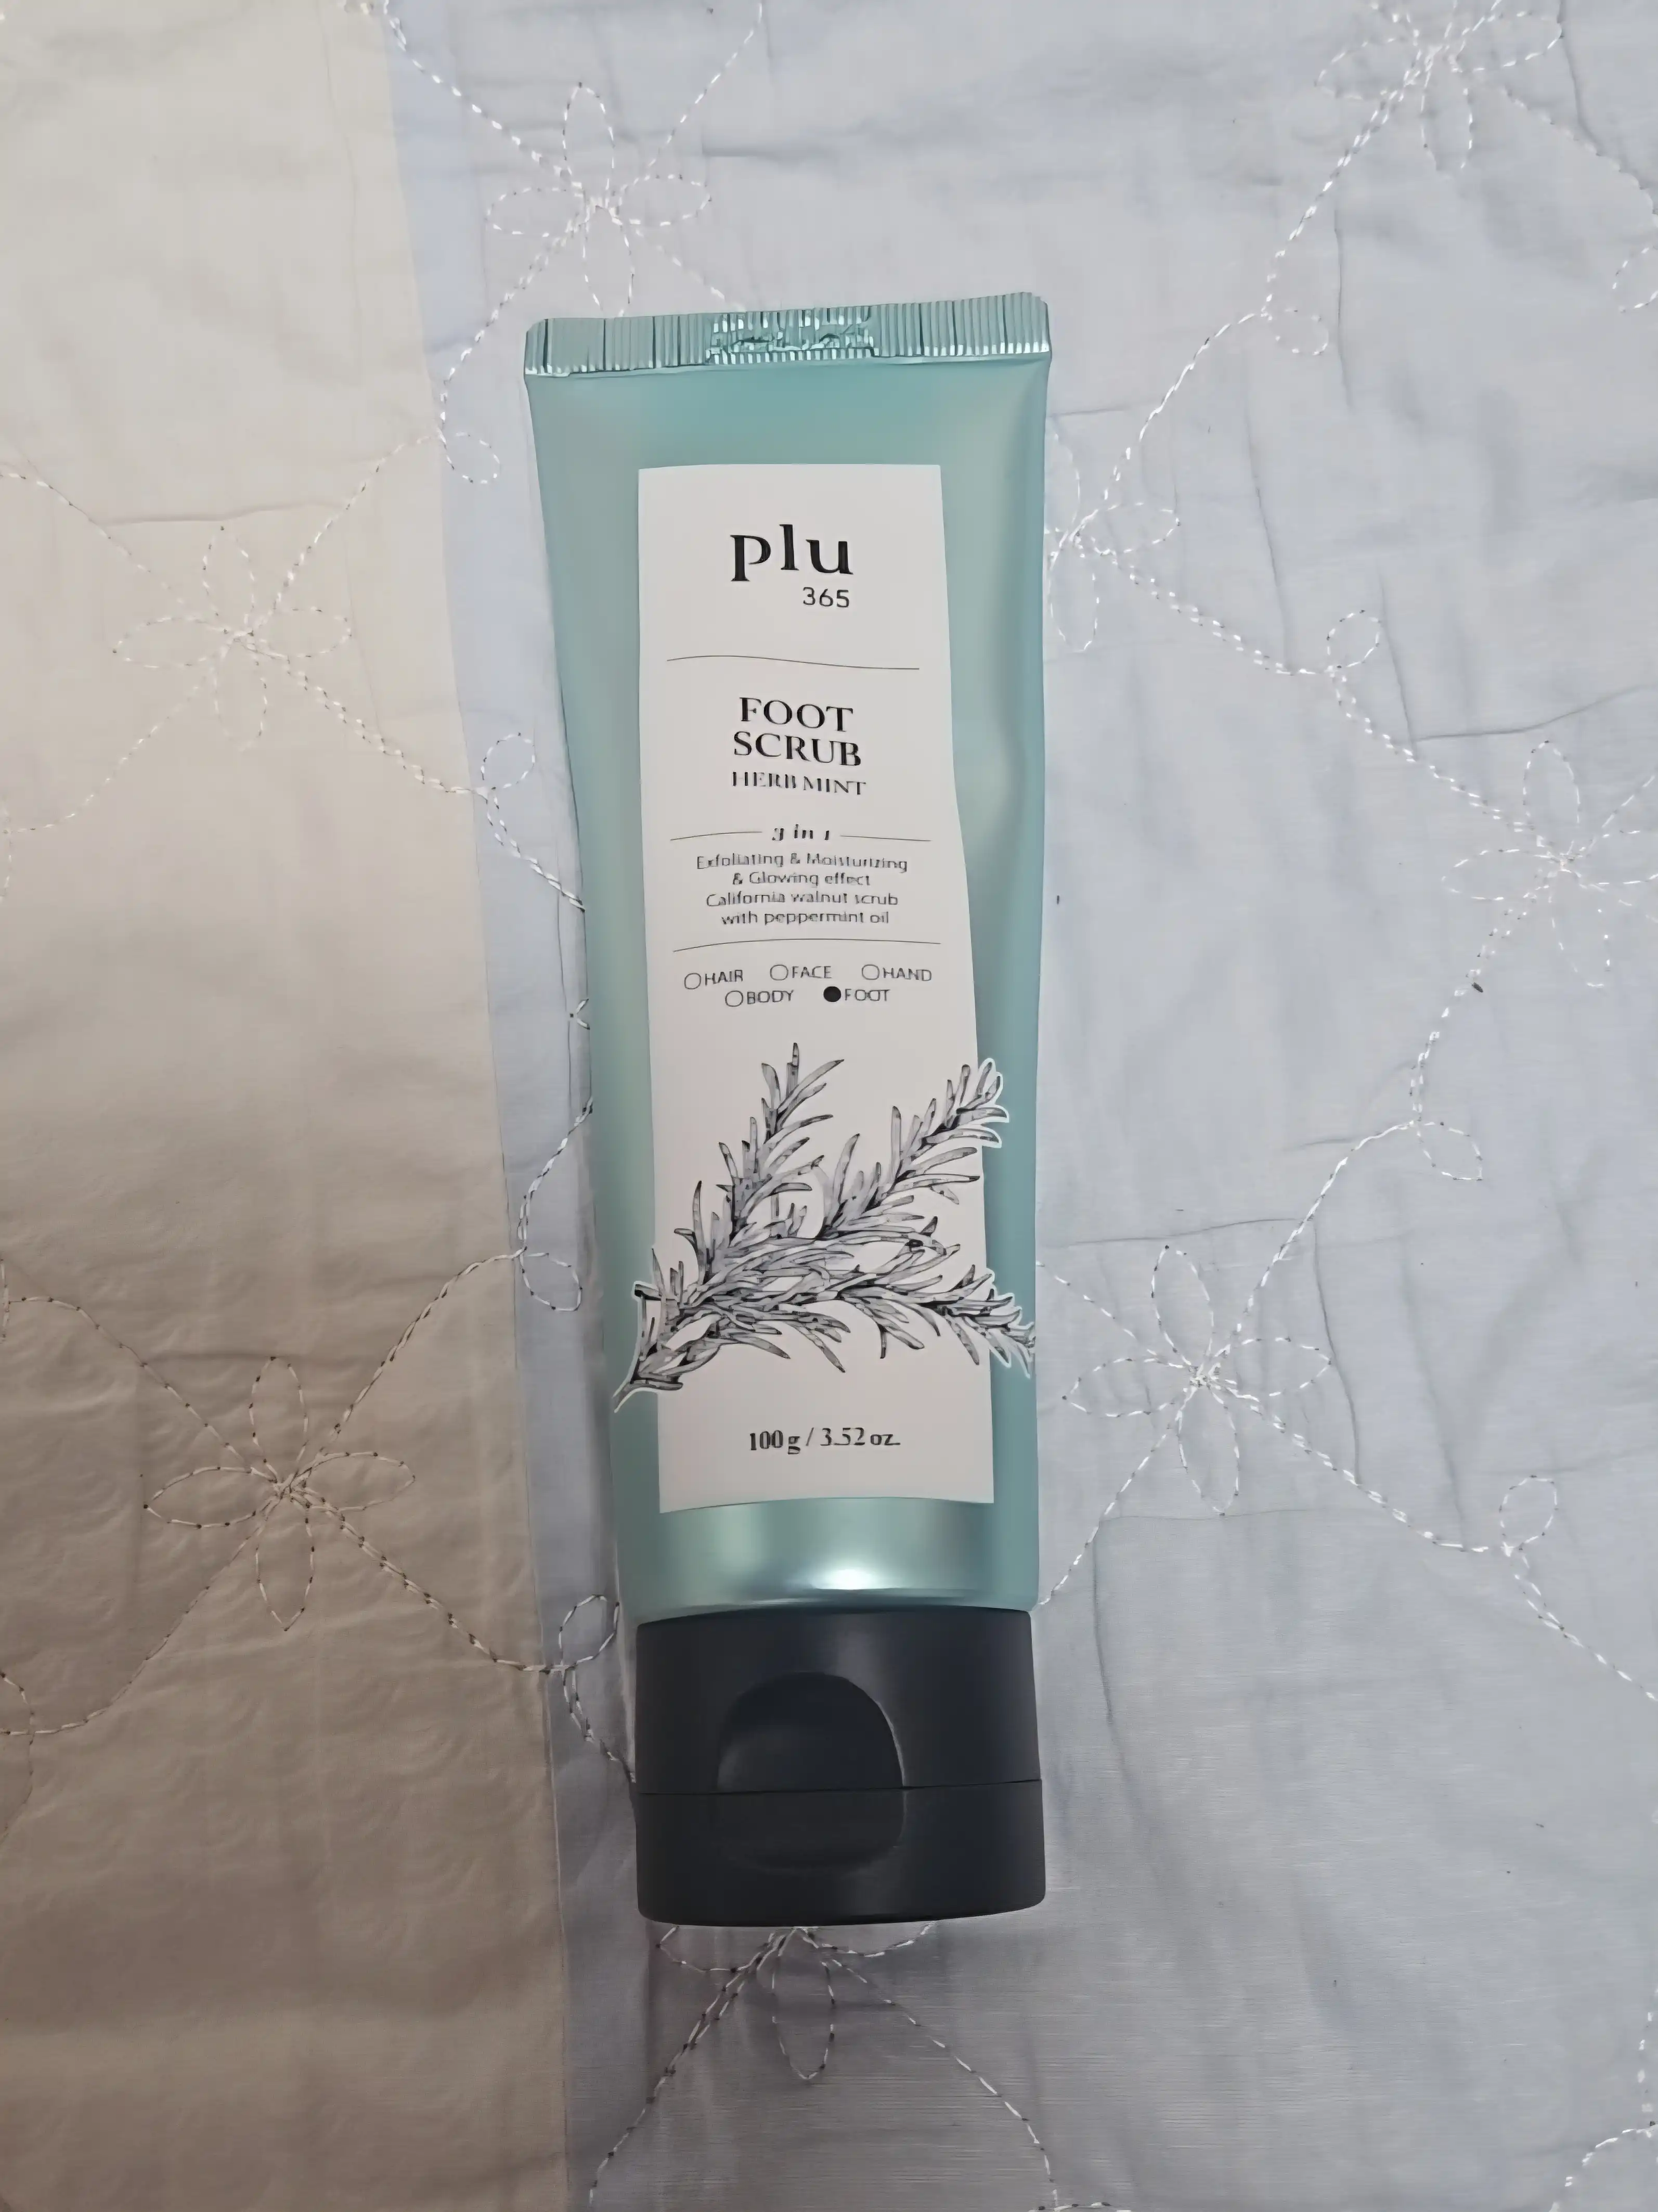 plu
365
FOOT
SCRUB
HERB MINT
3 in 1
Exfoliating & Moisturizing
& Glowing effect
California walnut scrub
with peppermint oil
HAIR FACE HAND
BODY FOOT
100g / 3.52 oz.